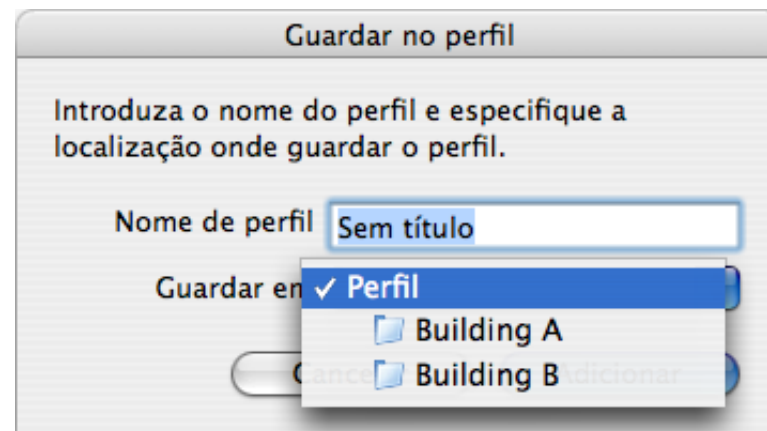 Guardar no perfil
Introduza o nome do perfil e especifique a
localização onde guardar o perfil.
Nome de perfil Sem título
Guardar em ✓ Perfil
Building A
Building B
Adicionar